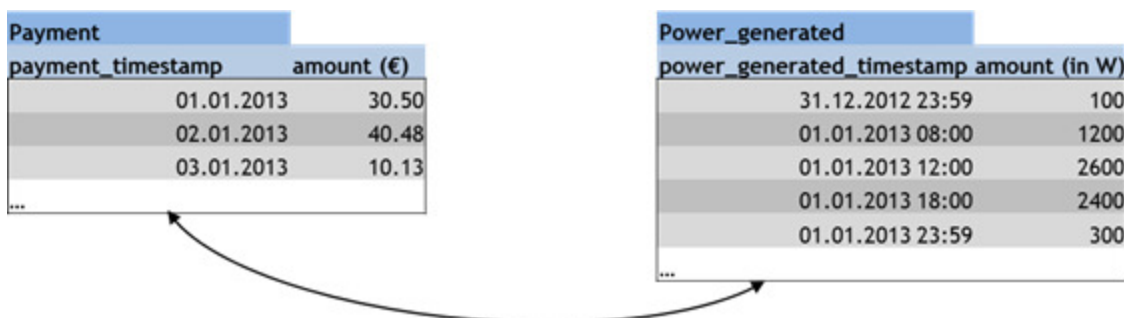 Payment
payment_timestamp amount (€)
01.01.2013 30.50
02.01.2013 40.48
03.01.2013 10.13
...
Power_generated
power_generated_timestamp amount (in W)
31.12.2012 23:59 100
01.01.2013 08:00 1200
01.01.2013 12:00 2600
01.01.2013 18:00 2400
01.01.2013 23:59 300
...